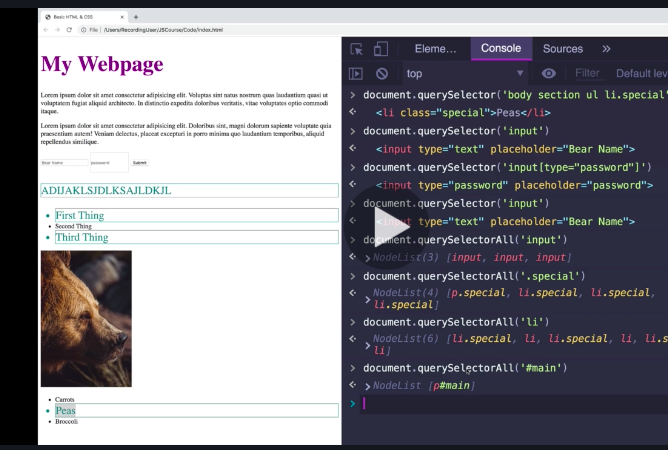 Basic HTML & CSS
File | /Users/RecordingUser/JSCourse/Code/index.html
My Webpage
Lorem ipsum dolor sit amet consectetur adipisicing elit. Voluptas sint natus nostrum quas laudantium quasi ut
voluptatem fugiat aliquid architecto. In distinctio expedita doloribus veritatis, vitae voluptates optio commodi
itaque.
Lorem ipsum dolor sit amet consectetur adipisicing elit. Doloribus sint, magni dolorum sapiente voluptate quia
praesentium autem! Veniam delectus, placeat excepturi in porro minima quo laudantium temporibus, aliquid
repellendus similique.
Bear Name password Submit
ADIJAKLSJDLKSAJLDKJL
First Thing
Second Thing
Third Thing
Carrots
Peas
Broccoli
Eleme… Console Sources »
top Filter Default lev
> document.querySelector('body section ul li.special'
<li class="special">Peas</li>
> document.querySelector('input')
<input type="text" placeholder="Bear Name">
> document.querySelector('input[type="password"]')
<input type="password" placeholder="password">
> document.querySelector('input')
<input type="text" placeholder="Bear Name">
> document.querySelectorAll('input')
> NodeList(3) [input, input, input]
> document.querySelectorAll('.special')
> NodeList(4) [p.special, li.special, li.special,
li.special]
> document.querySelectorAll('li')
> NodeList(6) [li.special, li, li.special, li, li.s
li]
> document.querySelectorAll('#main')
> NodeList [p#main]
>